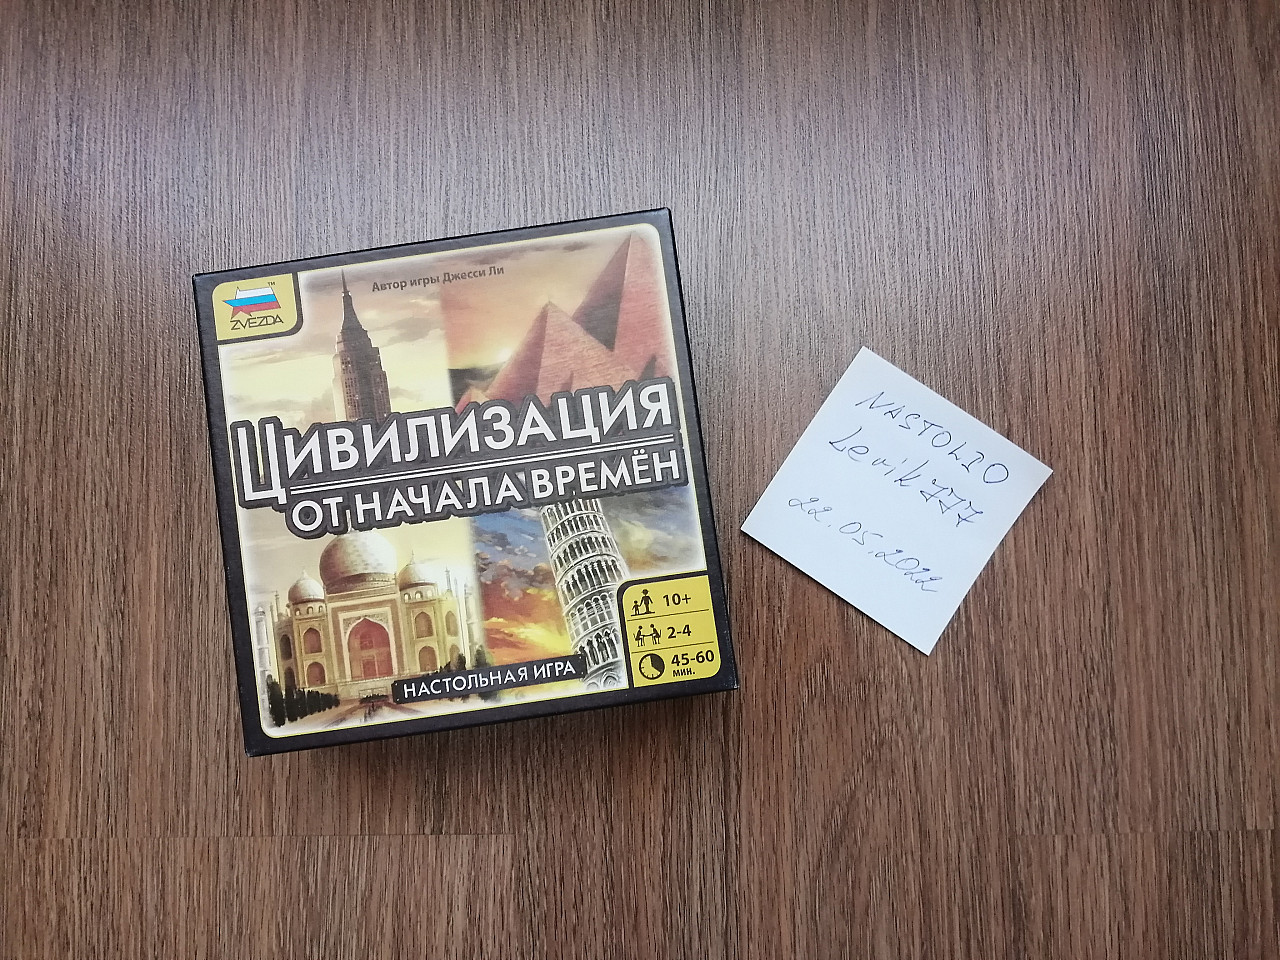 Автор игры Джесси Ли
™
ZVEZDA
ЦИВИЛИЗАЦИЯ
ОТ НАЧАЛА ВРЕМЁН
10+
2-4
45-60
МИН.
НАСТОЛЬНАЯ ИГРА
NASTOLIO
Levik777
22.05.2022